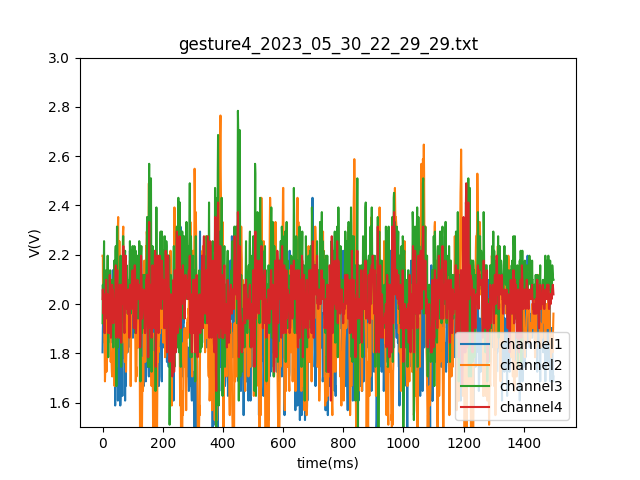 gesture4_2023_05_30_22_29_29.txt
3.0
2.8
2.6
2.4
2.2
2.0
1.8
1.6
V(V)
channel1
channel2
channel3
channel4
0 200 400 600 800 1000 1200 1400
time(ms)